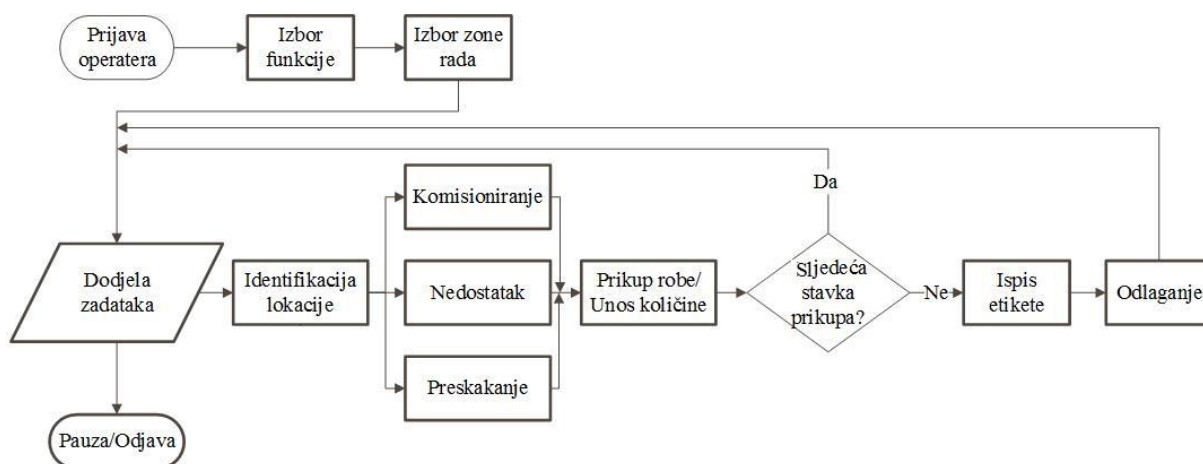 Prijava
operatera
Izbor
funkcije
Izbor zone
rada
Da
Komisioniranje
Dodjela
zadataka
Identifikacija
lokacije
Nedostatak
Prikup robe/
Unos količine
Sljedeća
stavka
prikupa?
Ne
Ispis
etikete
Odlaganje
Preskakanje
Pauza/Odjava